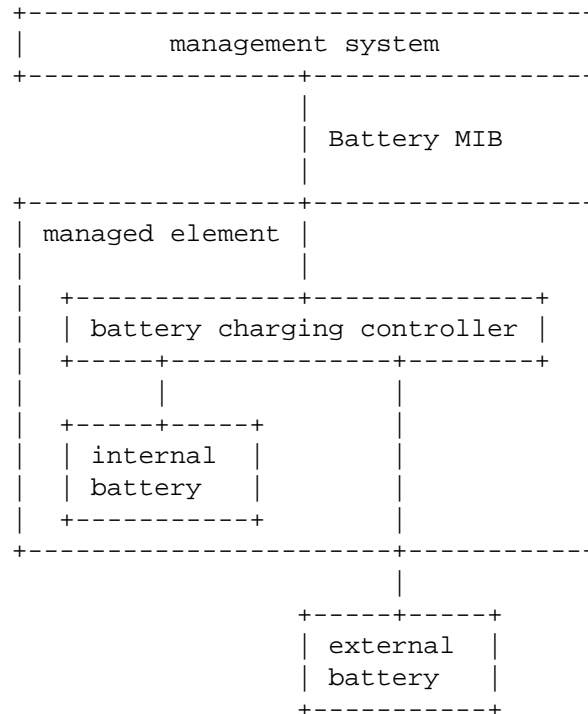 management system
Battery MIB
managed element
battery charging controller
internal
battery
external
battery